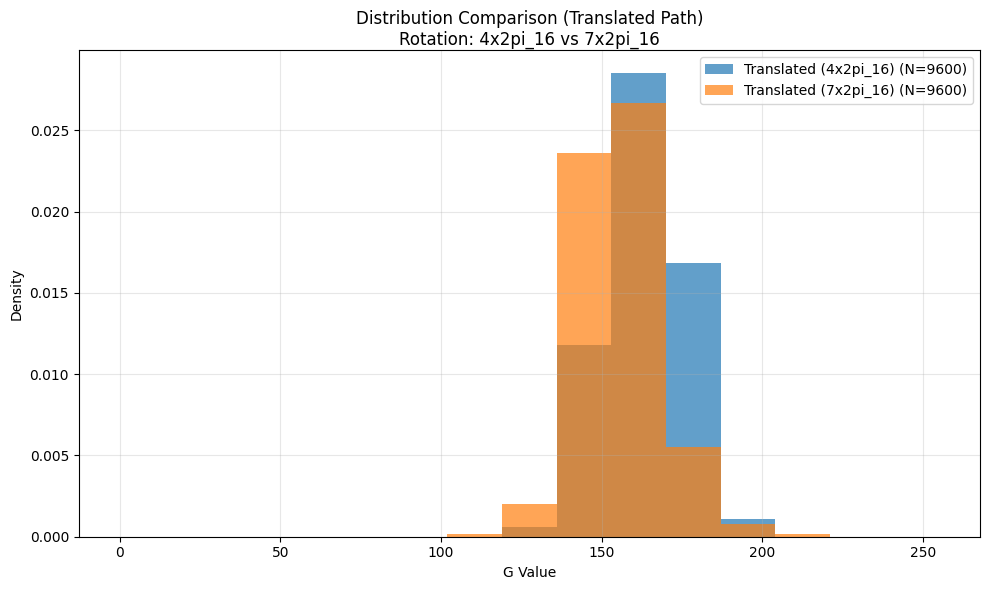 Distribution Comparison (Translated Path)
Rotation: 4x2pi_16 vs 7x2pi_16
Translated (4x2pi_16) (N=9600)
Translated (7x2pi_16) (N=9600)
Density
0.025
0.020
0.015
0.010
0.005
0.000
0 50 100 150 200 250
G Value